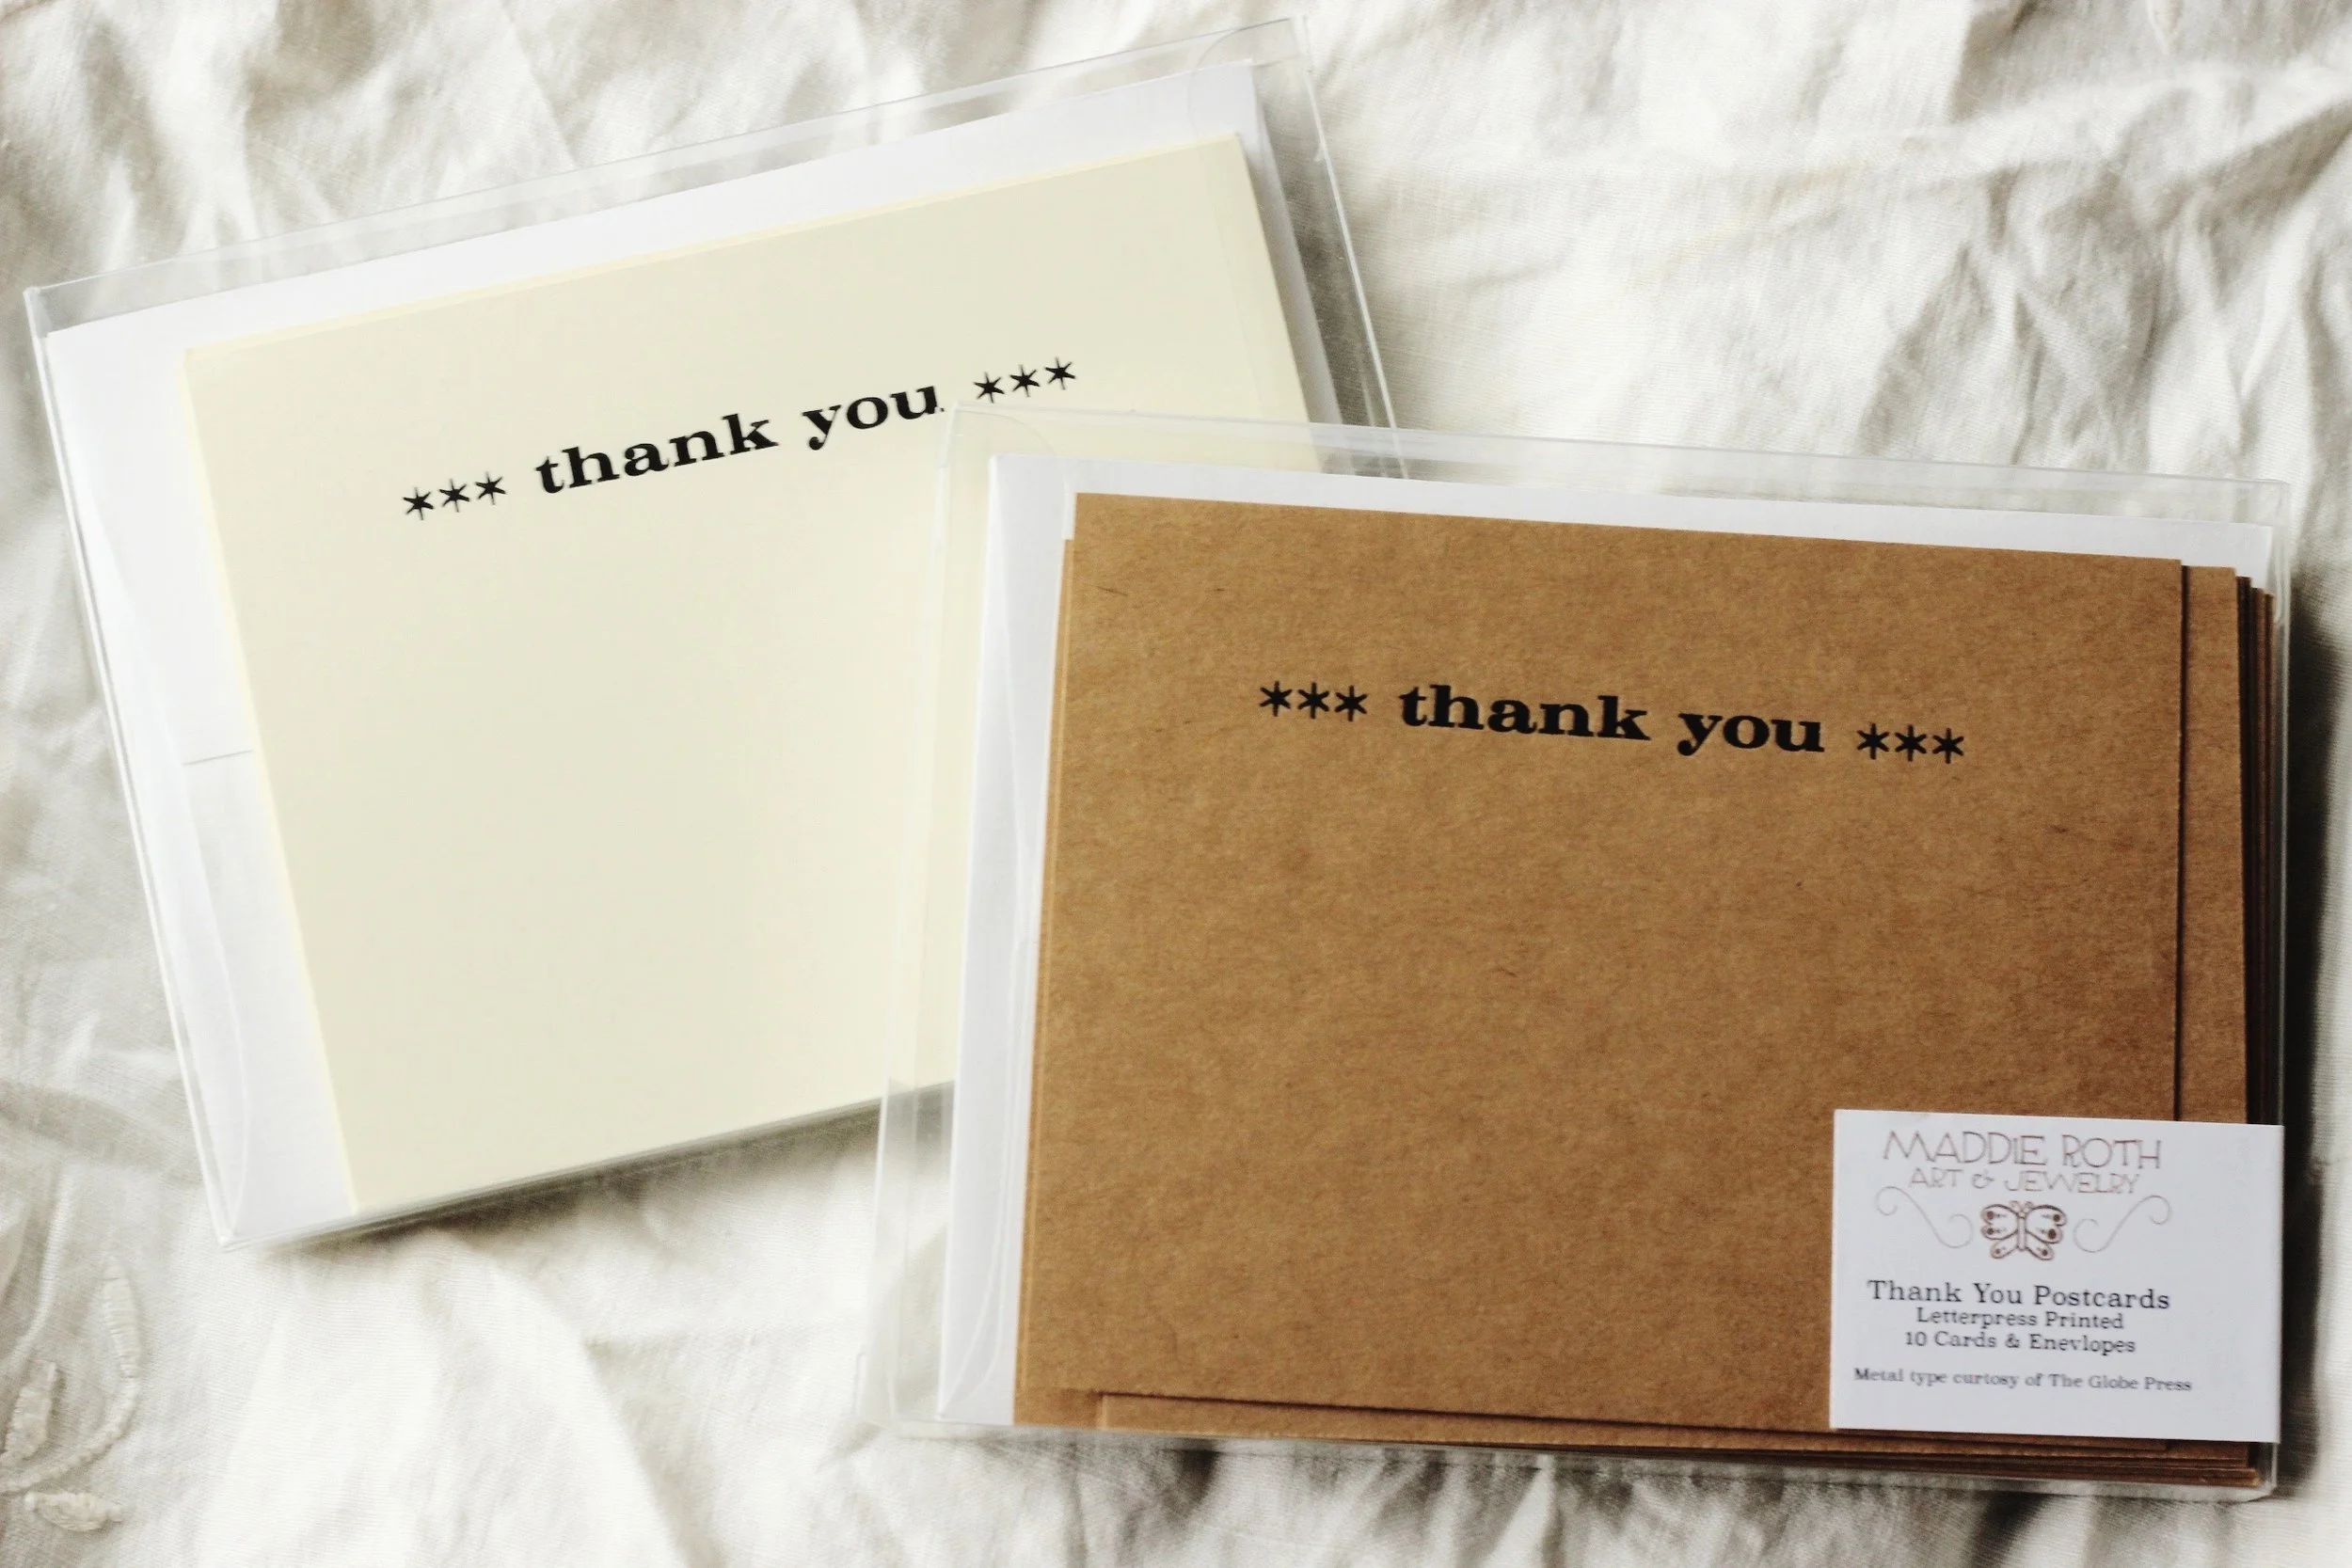 *** thank you ***
*** thank you ***
MADDIE ROTH
ART & JEWELRY
Thank You Postcards
Letterpress Printed
10 Cards & Enevlopes
Metal type curtosy of The Globe Press